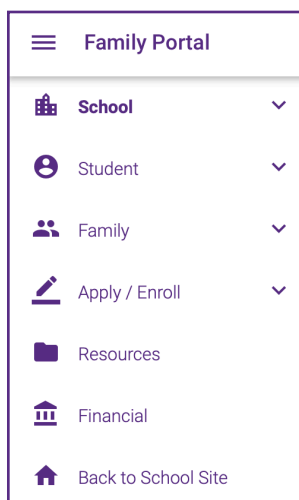 Family Portal
School
Student
Family
Apply / Enroll
Resources
Financial
Back to School Site